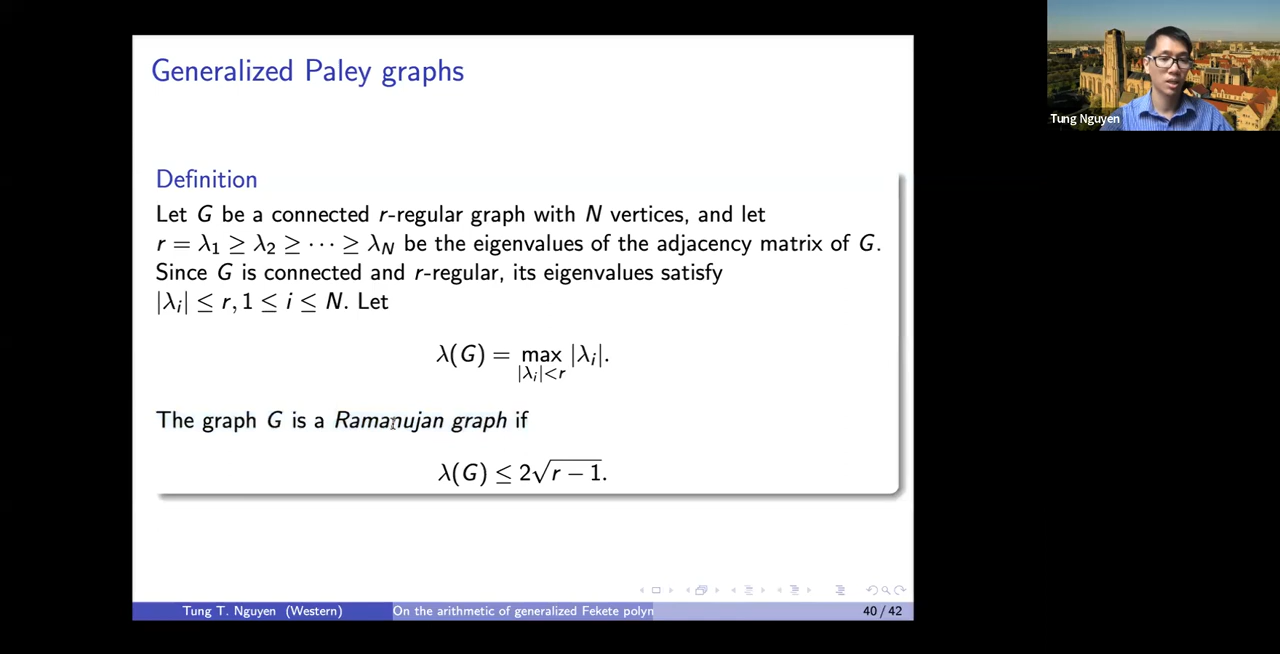 Generalized Paley graphs
Definition
Let G be a connected r-regular graph with N vertices, and let
r = λ₁ ≥ λ₂ ≥ ··· ≥ λ_N be the eigenvalues of the adjacency matrix of G.
Since G is connected and r-regular, its eigenvalues satisfy
|λᵢ| ≤ r, 1 ≤ i ≤ N. Let
λ(G) = max |λᵢ|.
|λᵢ|<r
The graph G is a Ramanujan graph if
λ(G) ≤ 2√(r − 1).
Tung T. Nguyen (Western) On the arithmetic of generalized Fekete polyn 40 / 42
Tung Nguyen